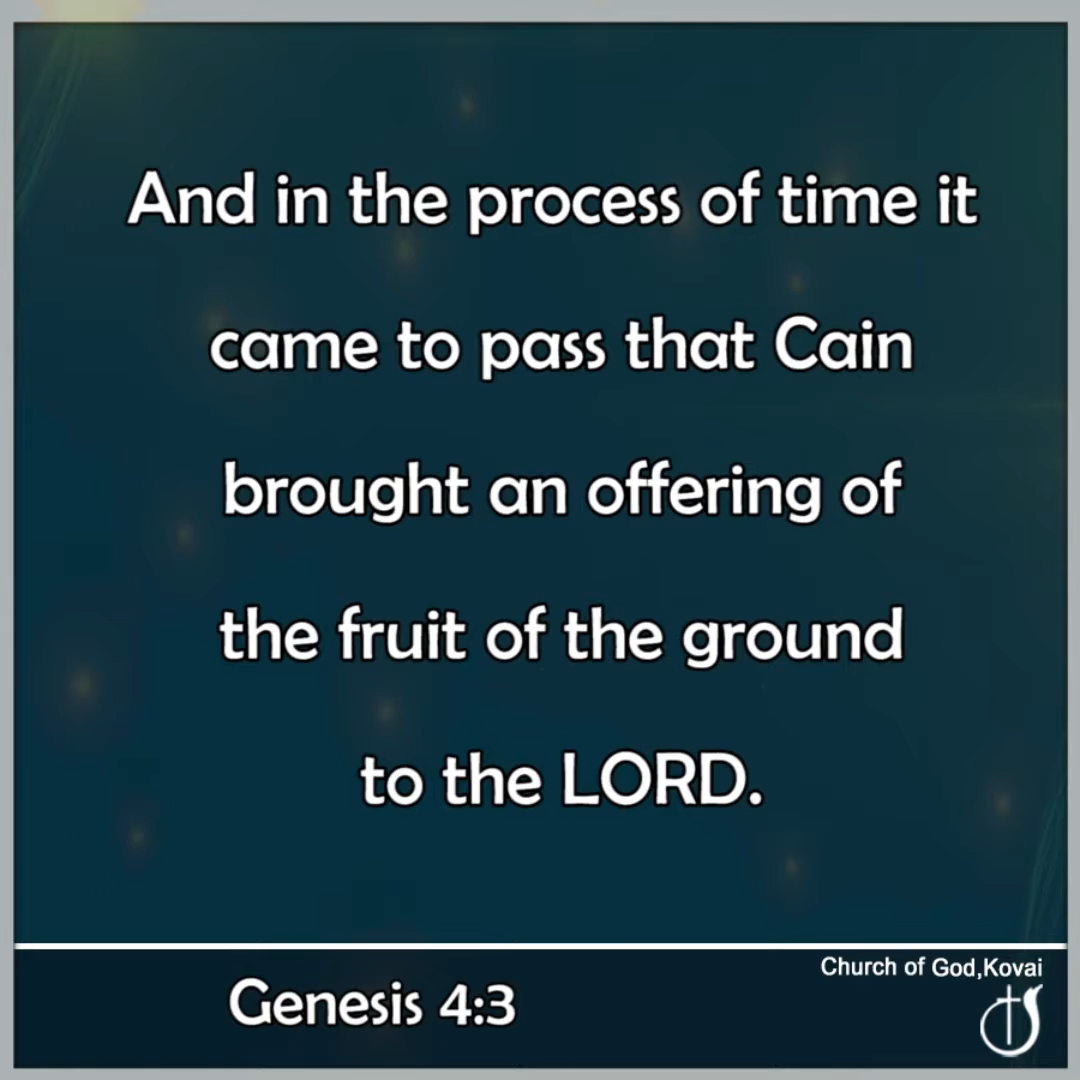 And in the process of time it
came to pass that Cain
brought an offering of
the fruit of the ground
to the LORD.
Genesis 4:3
Church of God,Kovai